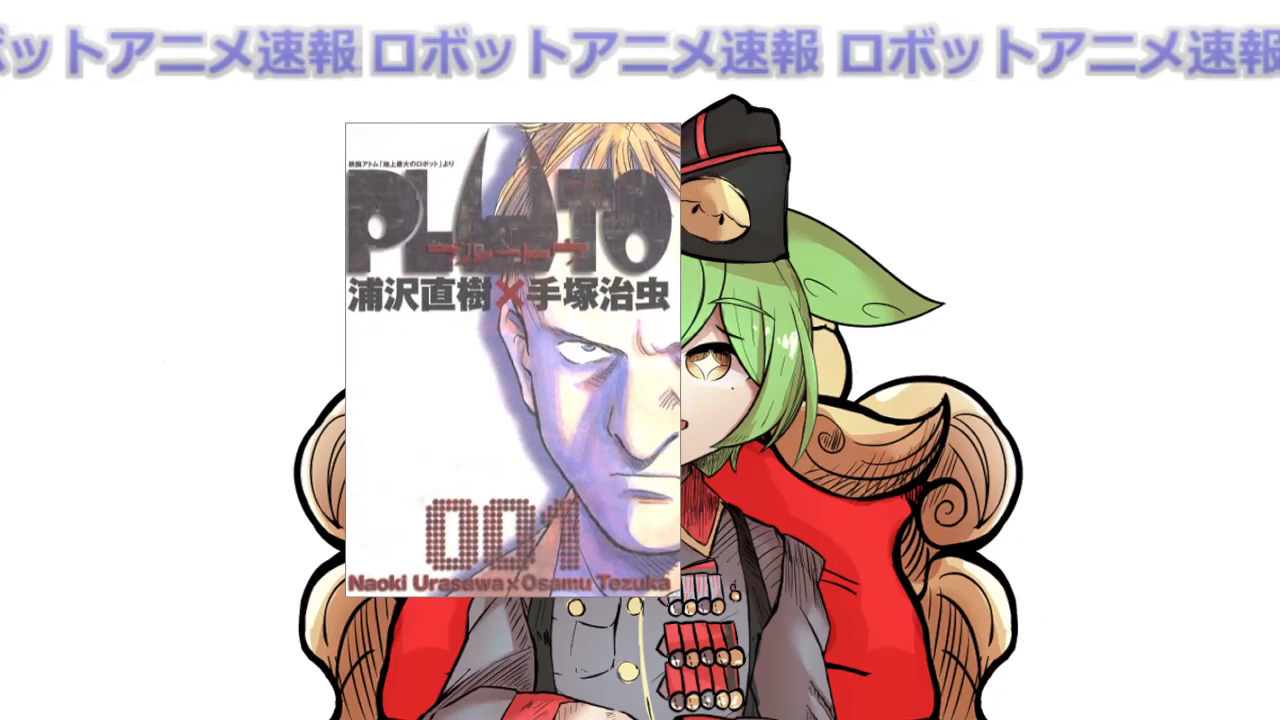 ボットアニメ速報 ロボットアニメ速報 ロボットアニメ速報
鉄腕アトム「地上最大のロボット」より
PLUTO
プルートウ
浦沢直樹×手塚治虫
001
Naoki Urasawa×Osamu Tezuka